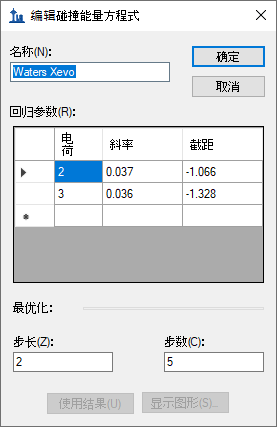 编辑碰撞能量方程式
名称(N):
Waters Xevo
确定
取消
回归参数(R):
电荷 斜率 截距
2 0.037 -1.066
3 0.036 -1.328
最优化:
步长(Z): 步数(C):
2 5
使用结果(U) 显示图形(S)...